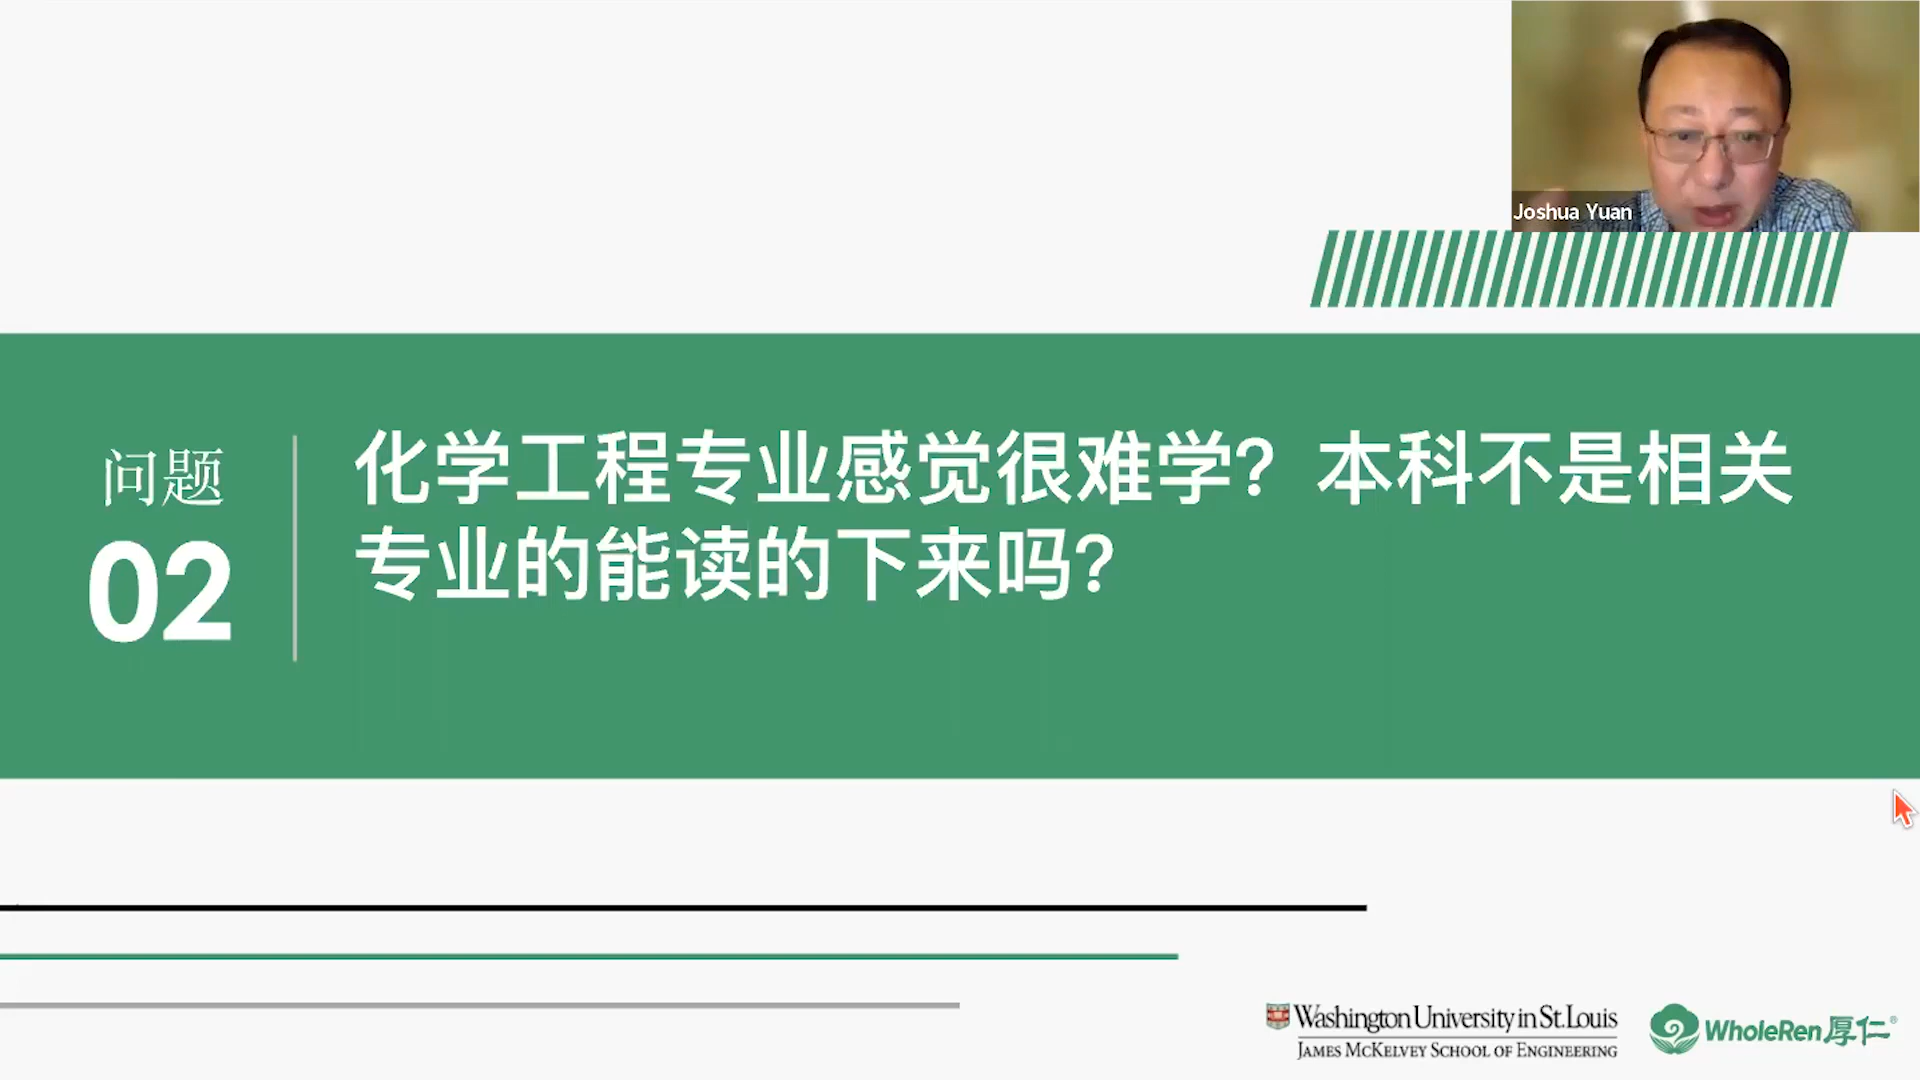 Joshua Yuan
问题
02
化学工程专业感觉很难学？本科不是相关
专业的能读的下来吗？
Washington University in St. Louis
JAMES MCKELVEY SCHOOL OF ENGINEERING
WholeRen厚仁®